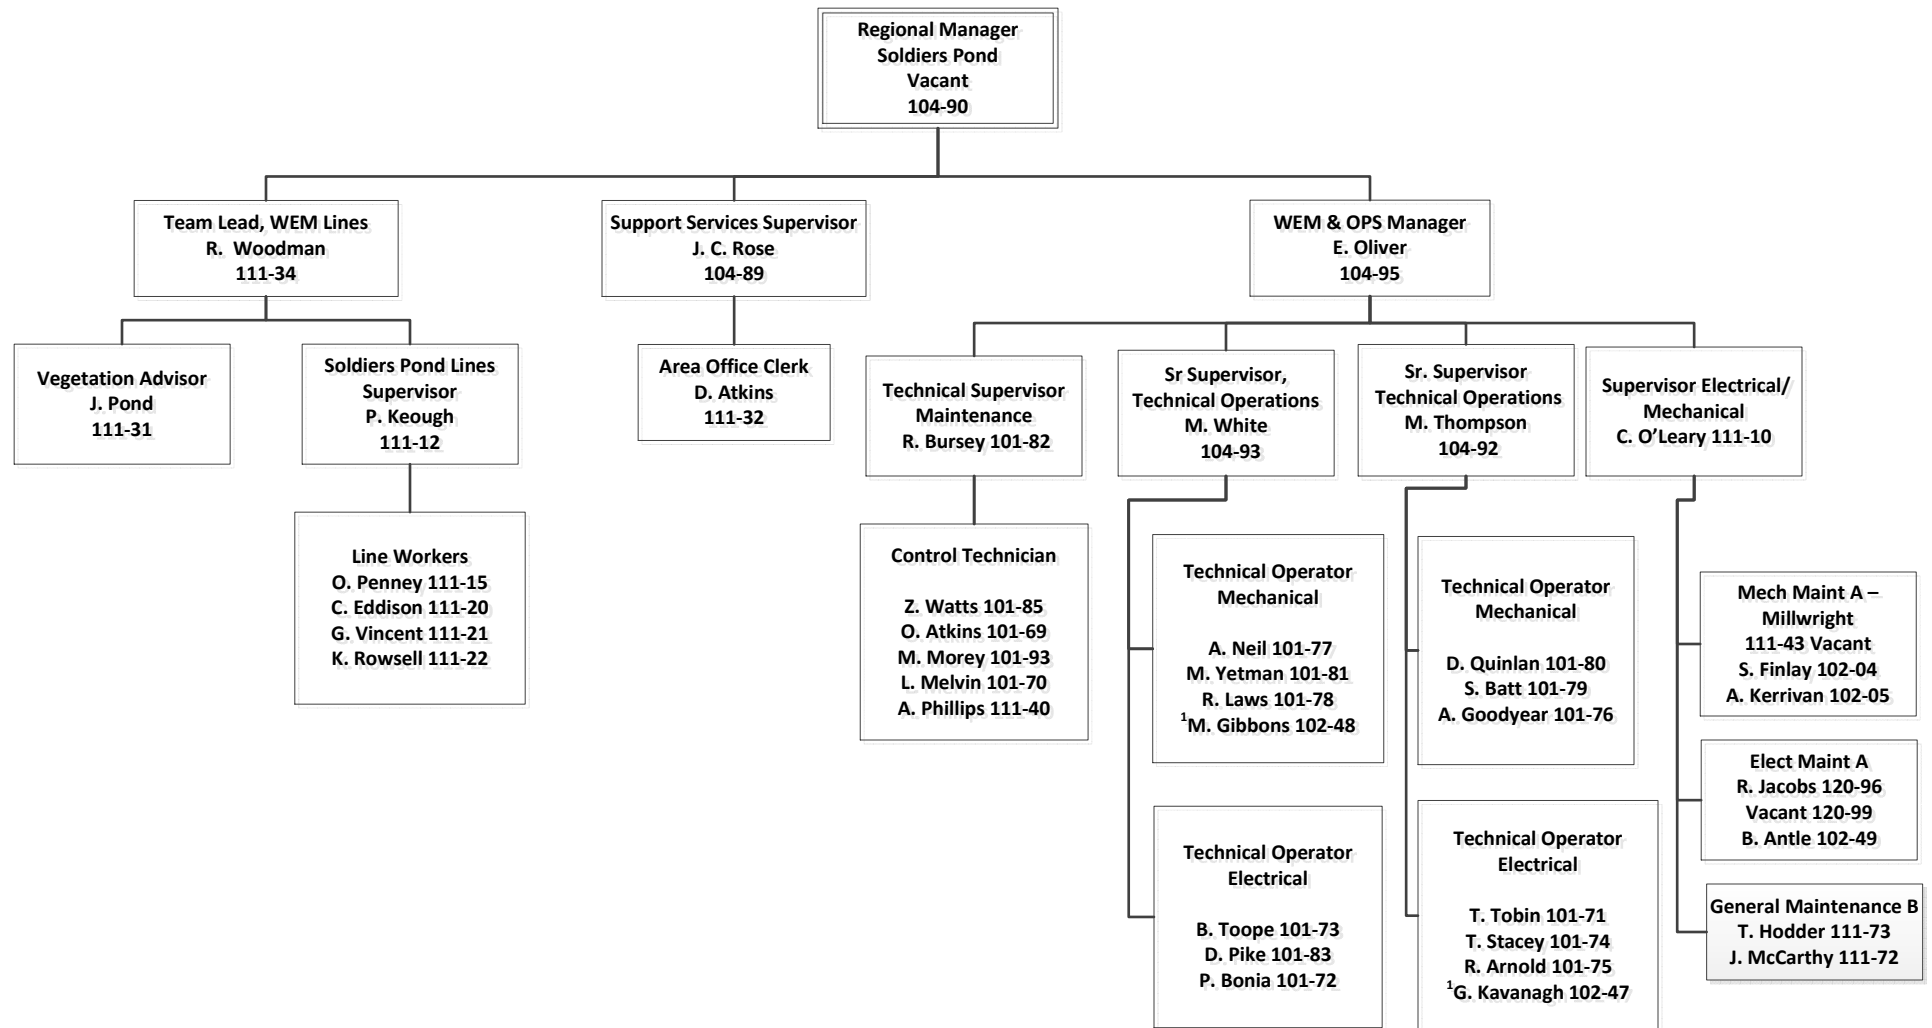 Regional Manager
Soldiers Pond
Vacant
104-90
Team Lead, WEM Lines
R. Woodman
111-34
Support Services Supervisor
J. C. Rose
104-89
WEM & OPS Manager
E. Oliver
104-95
Vegetation Advisor
J. Pond
111-31
Soldiers Pond Lines
Supervisor
P. Keough
111-12
Area Office Clerk
D. Atkins
111-32
Technical Supervisor
Maintenance
R. Bursey 101-82
Sr Supervisor,
Technical Operations
M. White
104-93
Sr. Supervisor
Technical Operations
M. Thompson
104-92
Supervisor Electrical/
Mechanical
C. O’Leary 111-10
Line Workers
O. Penney 111-15
C. Eddison 111-20
G. Vincent 111-21
K. Rowsell 111-22
Control Technician
Z. Watts 101-85
O. Atkins 101-69
M. Morey 101-93
L. Melvin 101-70
A. Phillips 111-40
Technical Operator
Mechanical
A. Neil 101-77
M. Yetman 101-81
R. Laws 101-78
¹M. Gibbons 102-48
Technical Operator
Mechanical
D. Quinlan 101-80
S. Batt 101-79
A. Goodyear 101-76
Mech Maint A –
Millwright
111-43 Vacant
S. Finlay 102-04
A. Kerrivan 102-05
Elect Maint A
R. Jacobs 120-96
Vacant 120-99
B. Antle 102-49
Technical Operator
Electrical
B. Toope 101-73
D. Pike 101-83
P. Bonia 101-72
Technical Operator
Electrical
T. Tobin 101-71
T. Stacey 101-74
R. Arnold 101-75
¹G. Kavanagh 102-47
General Maintenance B
T. Hodder 111-73
J. McCarthy 111-72